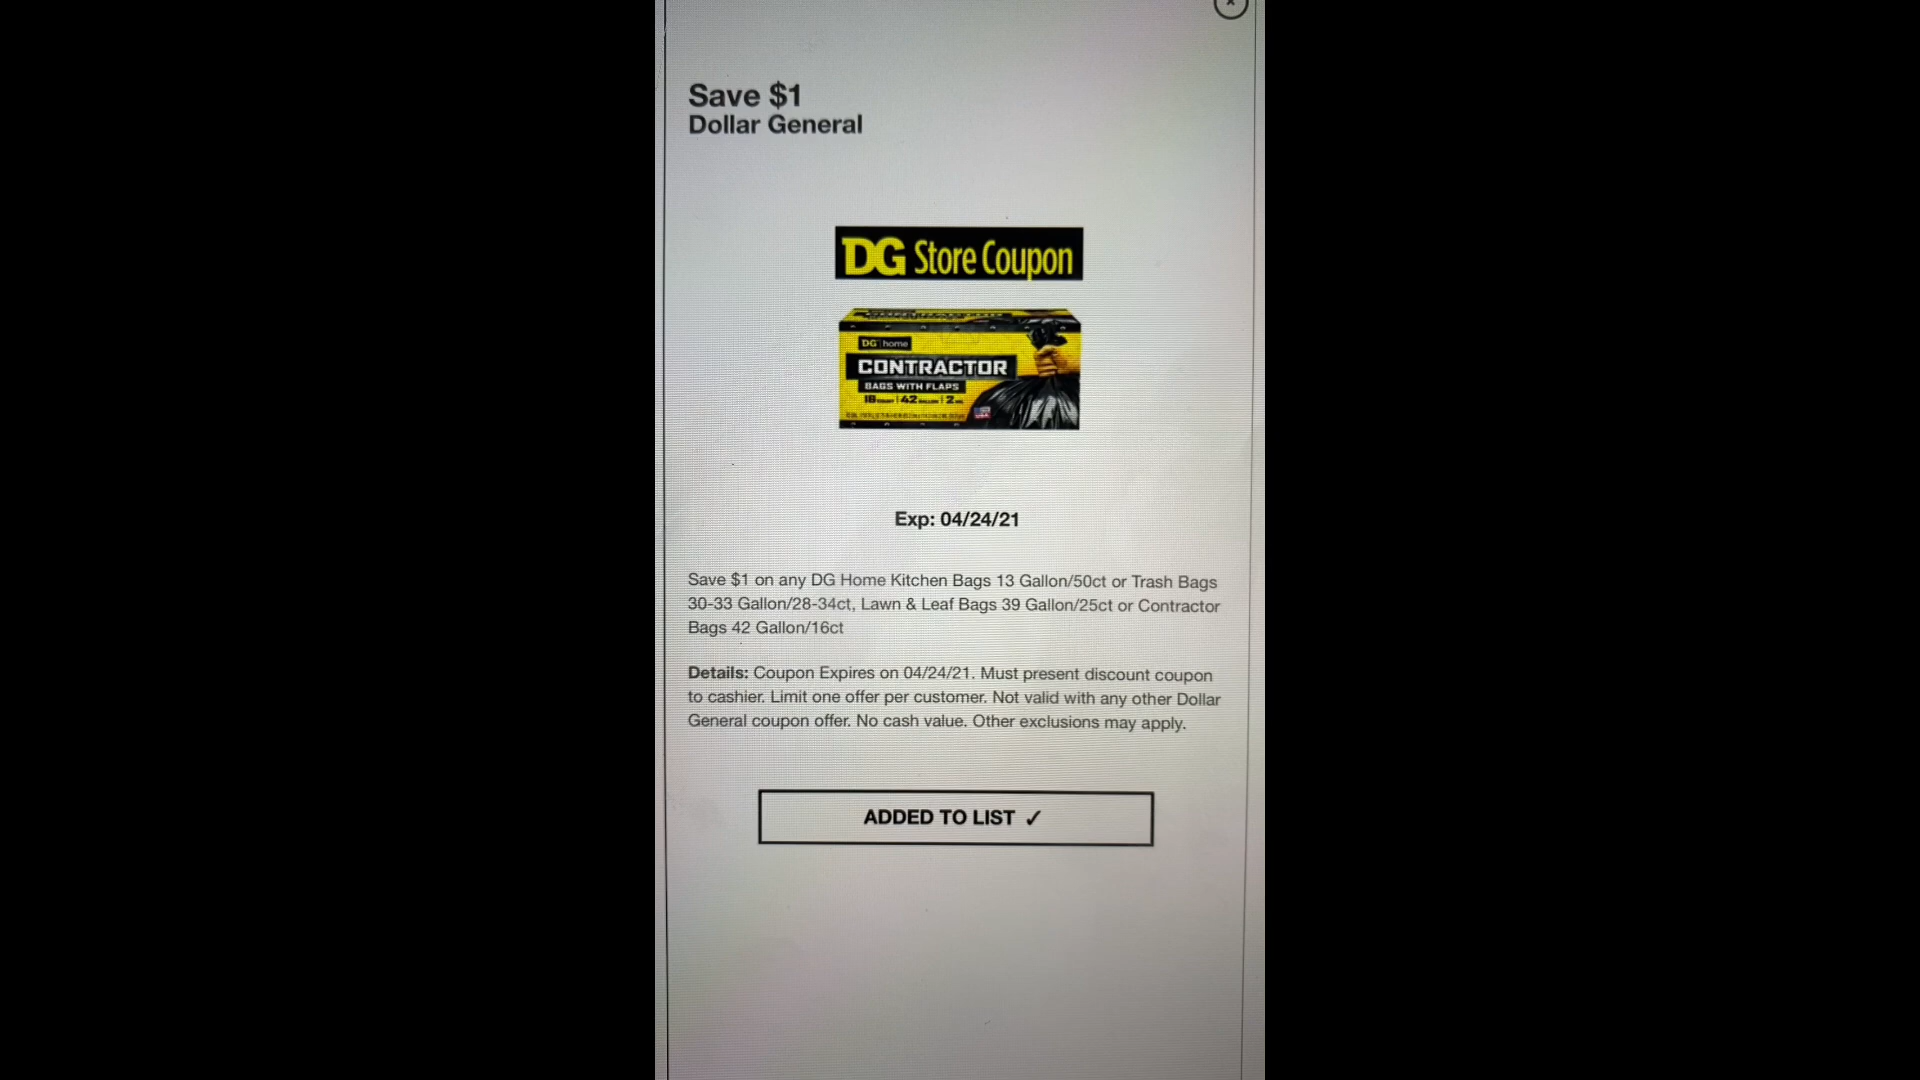 Save $1
Dollar General
DG Store Coupon
DG home
CONTRACTOR
BAGS WITH FLAPS
18 42 2
Exp: 04/24/21
Save $1 on any DG Home Kitchen Bags 13 Gallon/50ct or Trash Bags
30-33 Gallon/28-34ct, Lawn & Leaf Bags 39 Gallon/25ct or Contractor
Bags 42 Gallon/16ct
Details: Coupon Expires on 04/24/21. Must present discount coupon
to cashier. Limit one offer per customer. Not valid with any other Dollar
General coupon offer. No cash value. Other exclusions may apply.
ADDED TO LIST ✓